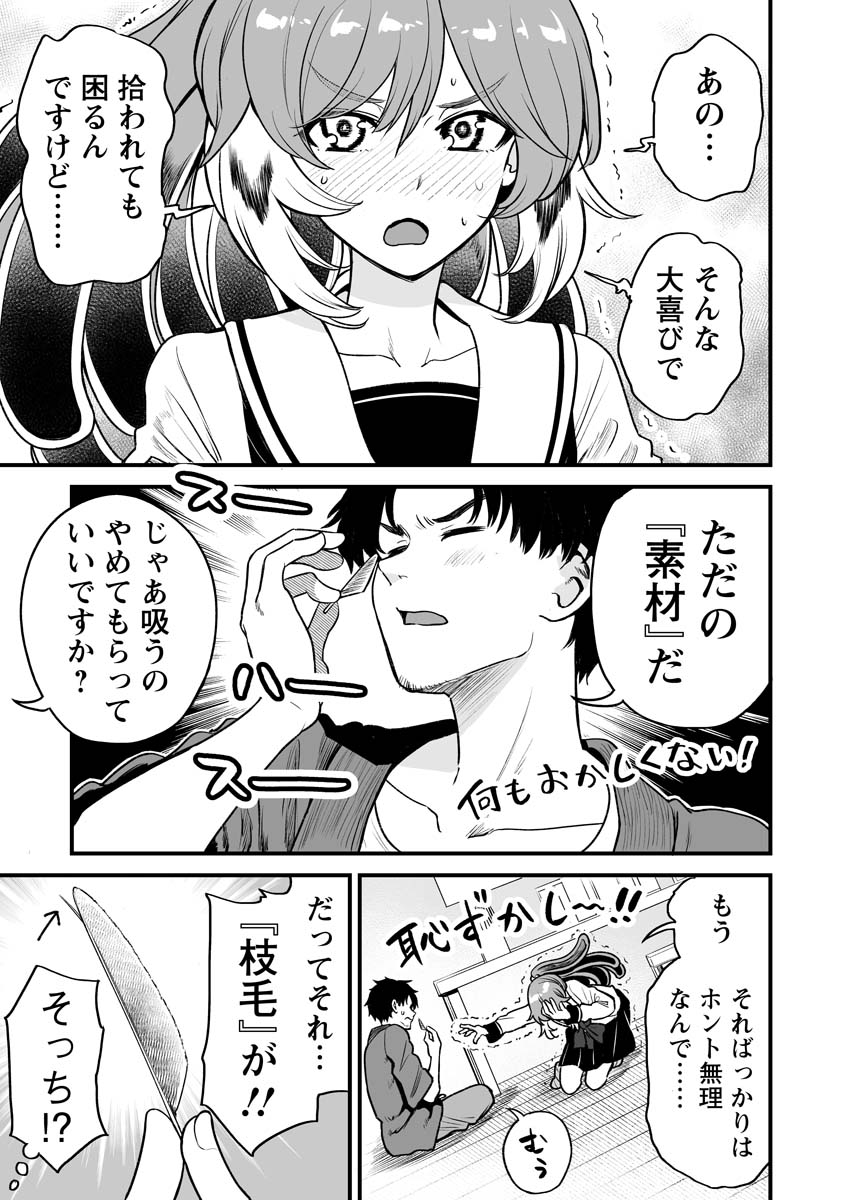 あの…
そんな
大喜びで
拾われても
困るん
ですけど……
ただの
『素材』だ
何もおかしくない！
スーー
ハーー
スーー
じゃあ吸うの
やめてもらって
いいですか？
もう
そればっかりは
ホント無理
なんで……
恥ずかし〜!!
むぅ
だってそれ…
『枝毛』が!!
そっち!?